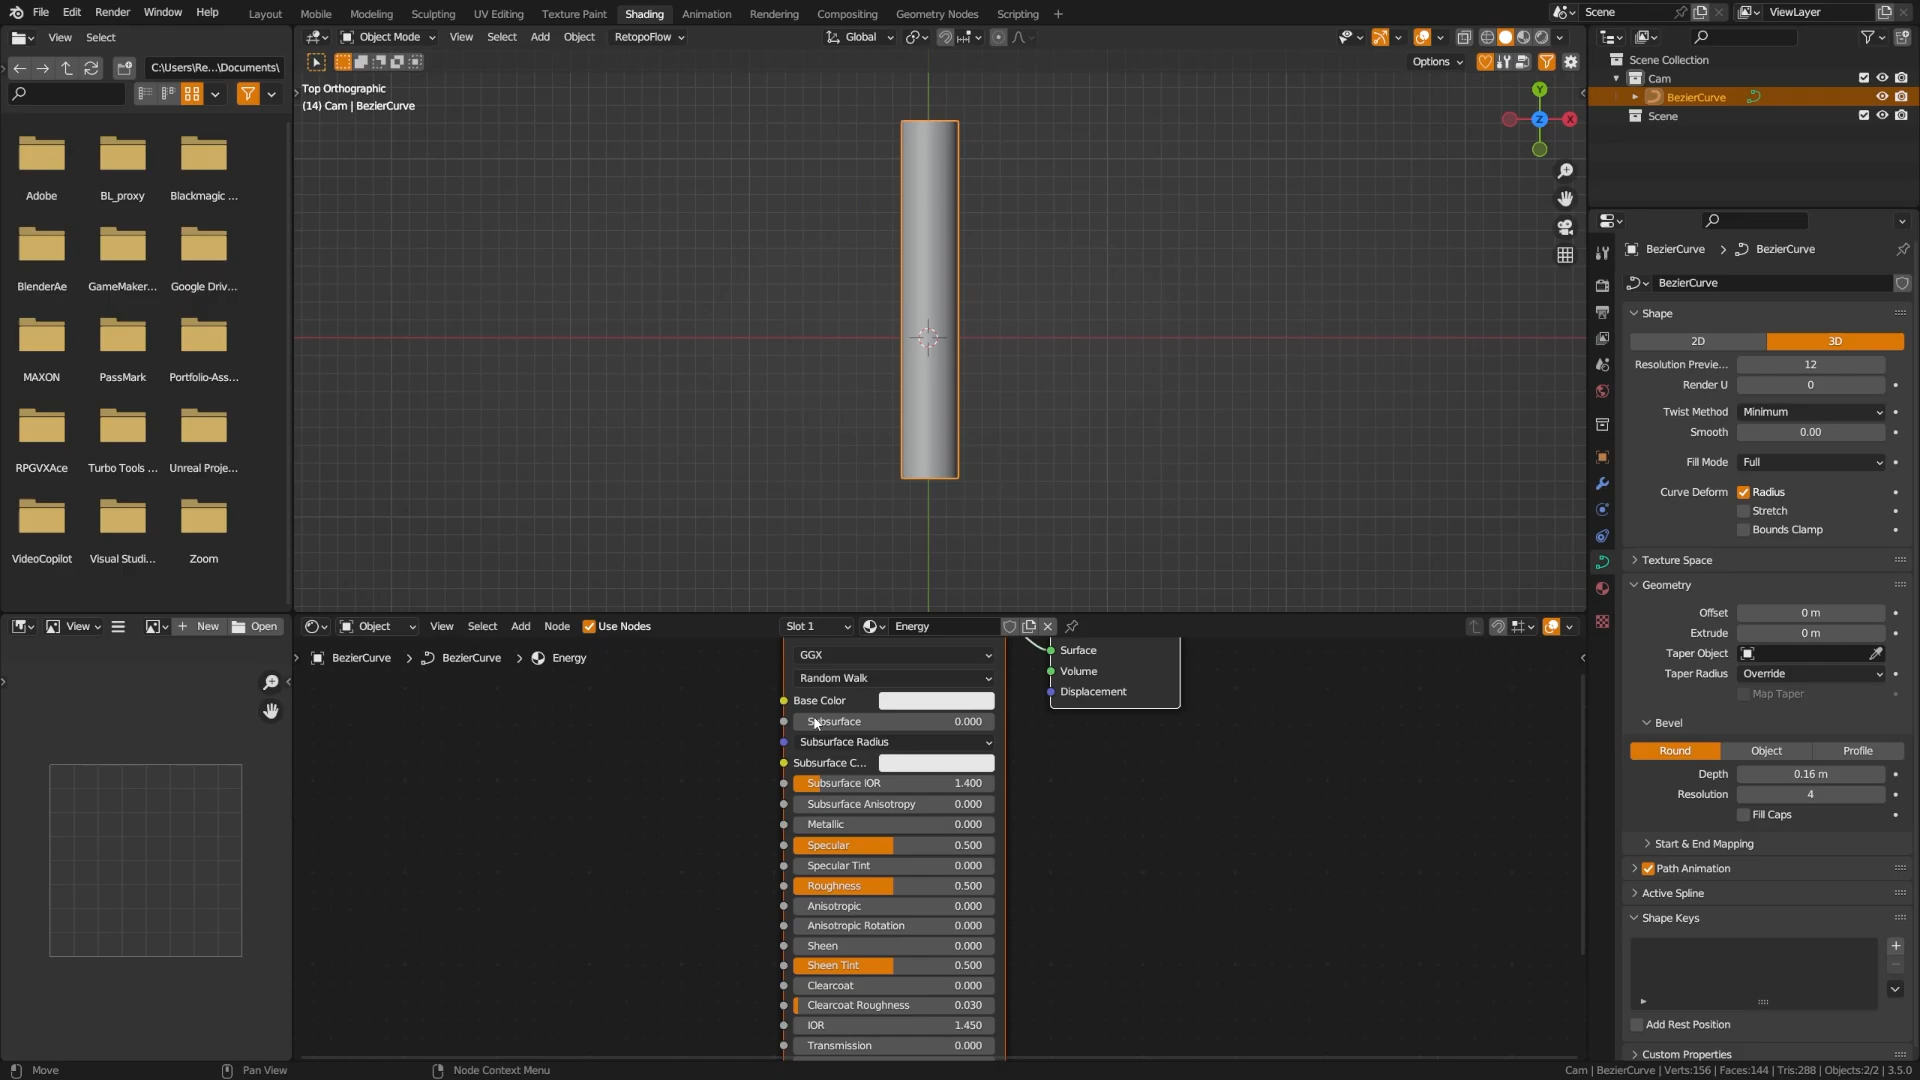 File Edit Render Window Help Layout Mobile Modeling Sculpting UV Editing Texture Paint Shading Animation Rendering Compositing Geometry Nodes Scripting Scene ViewLayer
View Select
Object Mode View Select Add Object RetopoFlow Global
C:\Users\Re...\Documents\
Options
Top Orthographic
(14) Cam | BezierCurve
Y
Z
X
Adobe BL_proxy Blackmagic ...
BlenderAe GameMaker... Google Driv...
MAXON PassMark Portfolio-Ass...
RPGVXAce Turbo Tools ... Unreal Proje...
VideoCopilot Visual Studi... Zoom
Scene Collection
Cam
BezierCurve
Scene
BezierCurve BezierCurve
BezierCurve
Shape
2D 3D
Resolution Previe... 12
Render U 0
Twist Method Minimum
Smooth 0.00
Fill Mode Full
Curve Deform Radius
Stretch
Bounds Clamp
Texture Space
Geometry
Offset 0 m
Extrude 0 m
Taper Object
Taper Radius Override
Map Taper
Bevel
Round Object Profile
Depth 0.16 m
Resolution 4
Fill Caps
Start & End Mapping
Path Animation
Active Spline
Shape Keys
Add Rest Position
Custom Properties
View New Open
Object View Select Add Node Use Nodes Slot 1 Energy
BezierCurve BezierCurve Energy
GGX
Random Walk
Base Color
Subsurface 0.000
Subsurface Radius
Subsurface C...
Subsurface IOR 1.400
Subsurface Anisotropy 0.000
Metallic 0.000
Specular 0.500
Specular Tint 0.000
Roughness 0.500
Anisotropic 0.000
Anisotropic Rotation 0.000
Sheen 0.000
Sheen Tint 0.500
Clearcoat 0.000
Clearcoat Roughness 0.030
IOR 1.450
Transmission 0.000
Surface
Volume
Displacement
Move Pan View Node Context Menu Cam | BezierCurve | Verts:156 | Faces:144 | Tris:288 | Objects:2/2 | 3.5.0